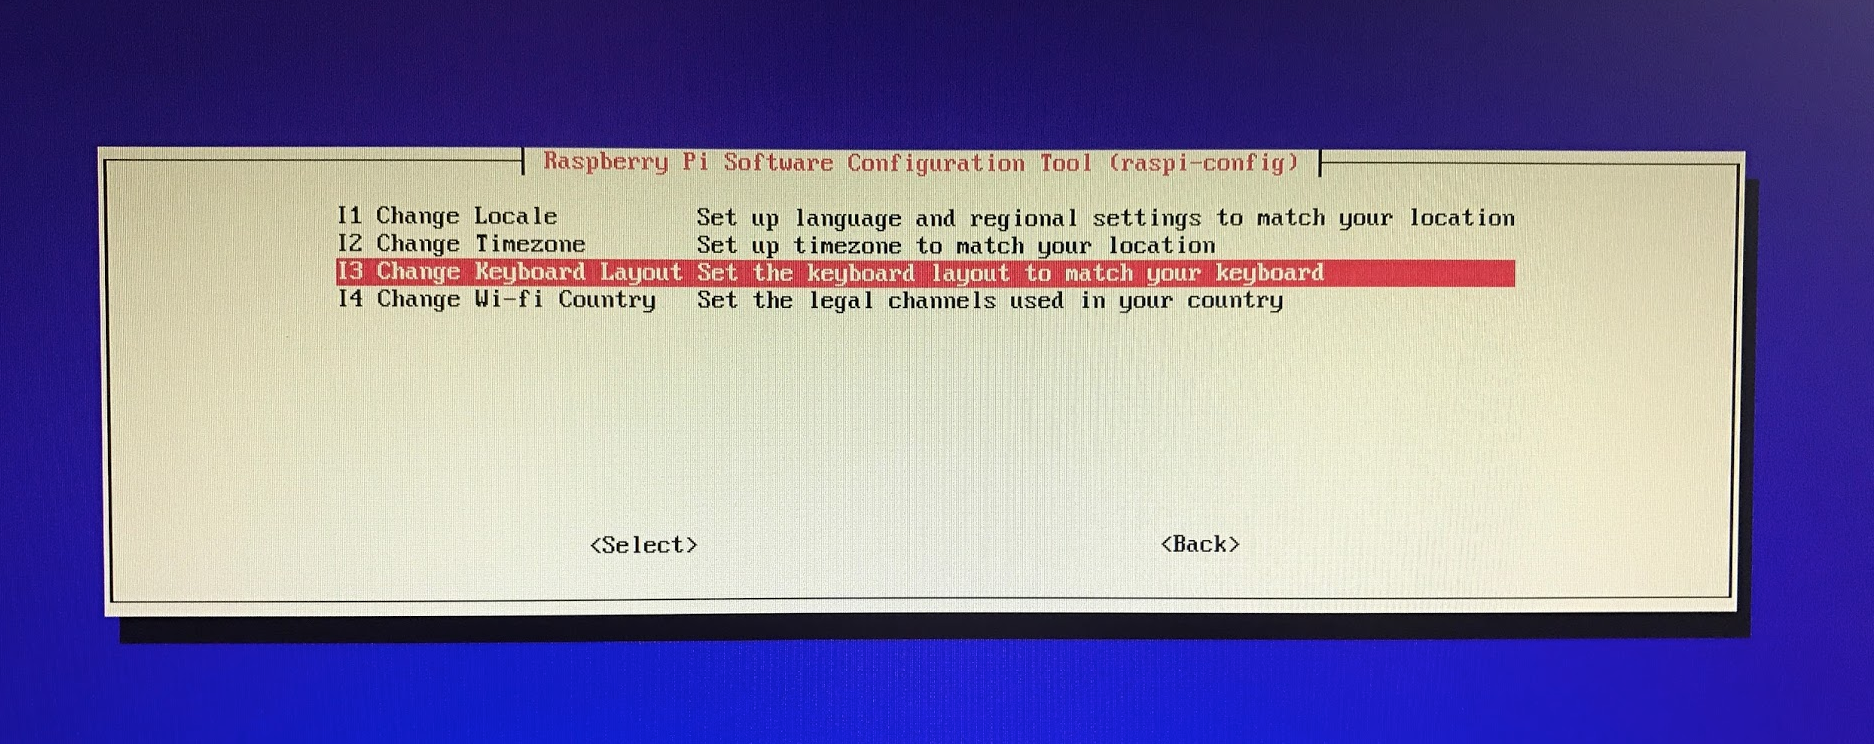 Raspberry Pi Software Configuration Tool (raspi-config)
I1 Change Locale Set up language and regional settings to match your location
I2 Change Timezone Set up timezone to match your location
I3 Change Keyboard Layout Set the keyboard layout to match your keyboard
I4 Change Wi-fi Country Set the legal channels used in your country
<Select> <Back>